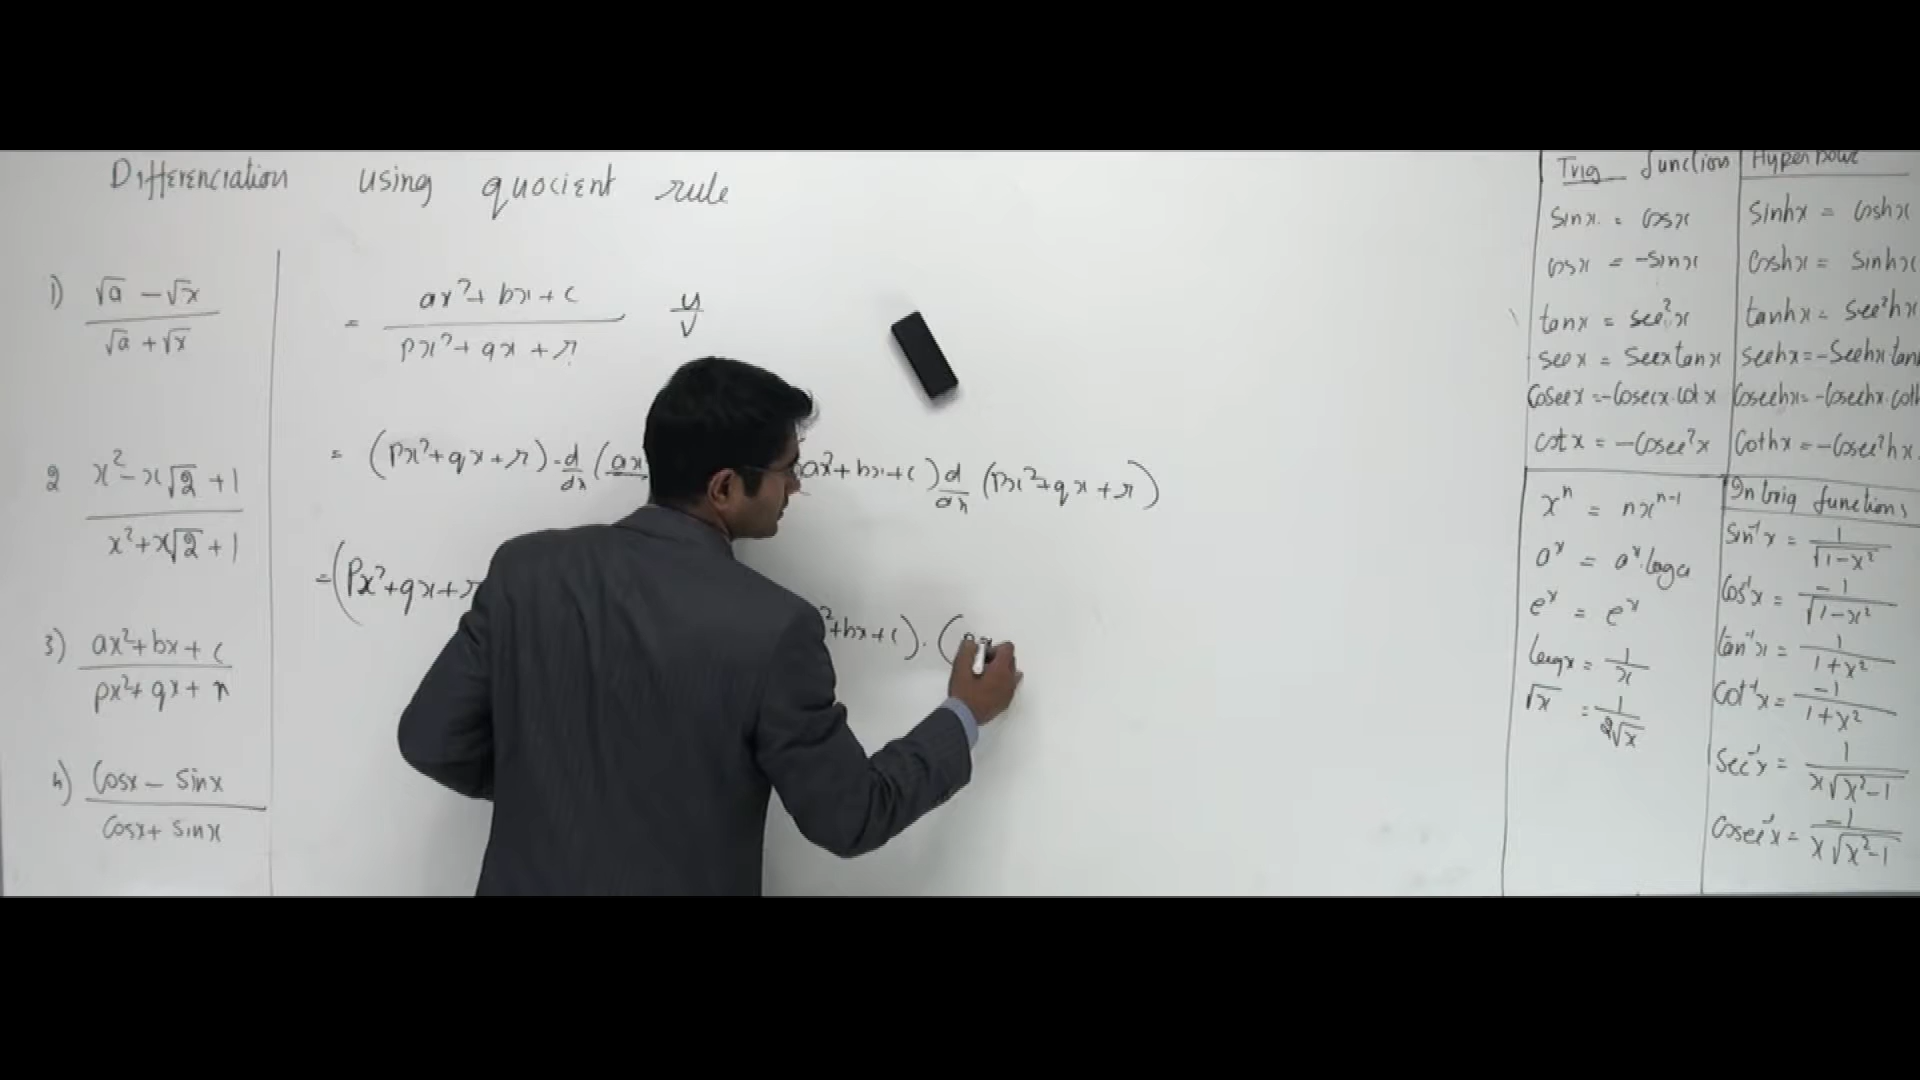 Differenciation using quocient rule
1) √a - √x / √a + √x
2 x² - x√2 + 1 / x² + x√2 + 1
3) ax² + bx + c / px² + qx + r
4) Cosx - Sinx / Cosx + Sinx
= ax² + bx + c / px² + qx + r u/v
= (px² + qx + r) · d/dx (ax ax² + bx + c) d/dx (px² + qx + r)
= (px² + qx + r ² + bx + c) · (
Trig function
Sinx = cosx
cosx = -sinx
tanx = sec²x
secx = secx tanx
Cosecx = -Cosecx·cotx
cotx = -Cosec²x
xⁿ = nxⁿ⁻¹
aˣ = aˣ·loga
eˣ = eˣ
logx = 1/x
√x = 1/2√x
Hyperbolic
Sinhx = Coshx
Coshx = Sinhx
tanhx = sec²hx
sechx = -Sechx·tan
Cosechx = -Cosechx·coth
Cothx = -Cosec²hx
In trig functions
Sin⁻¹x = 1/√1-x²
Cos⁻¹x = -1/√1-x²
tan⁻¹x = 1/1+x²
Cot⁻¹x = -1/1+x²
Sec⁻¹x = 1/x√x²-1
Cosec⁻¹x = -1/x√x²-1